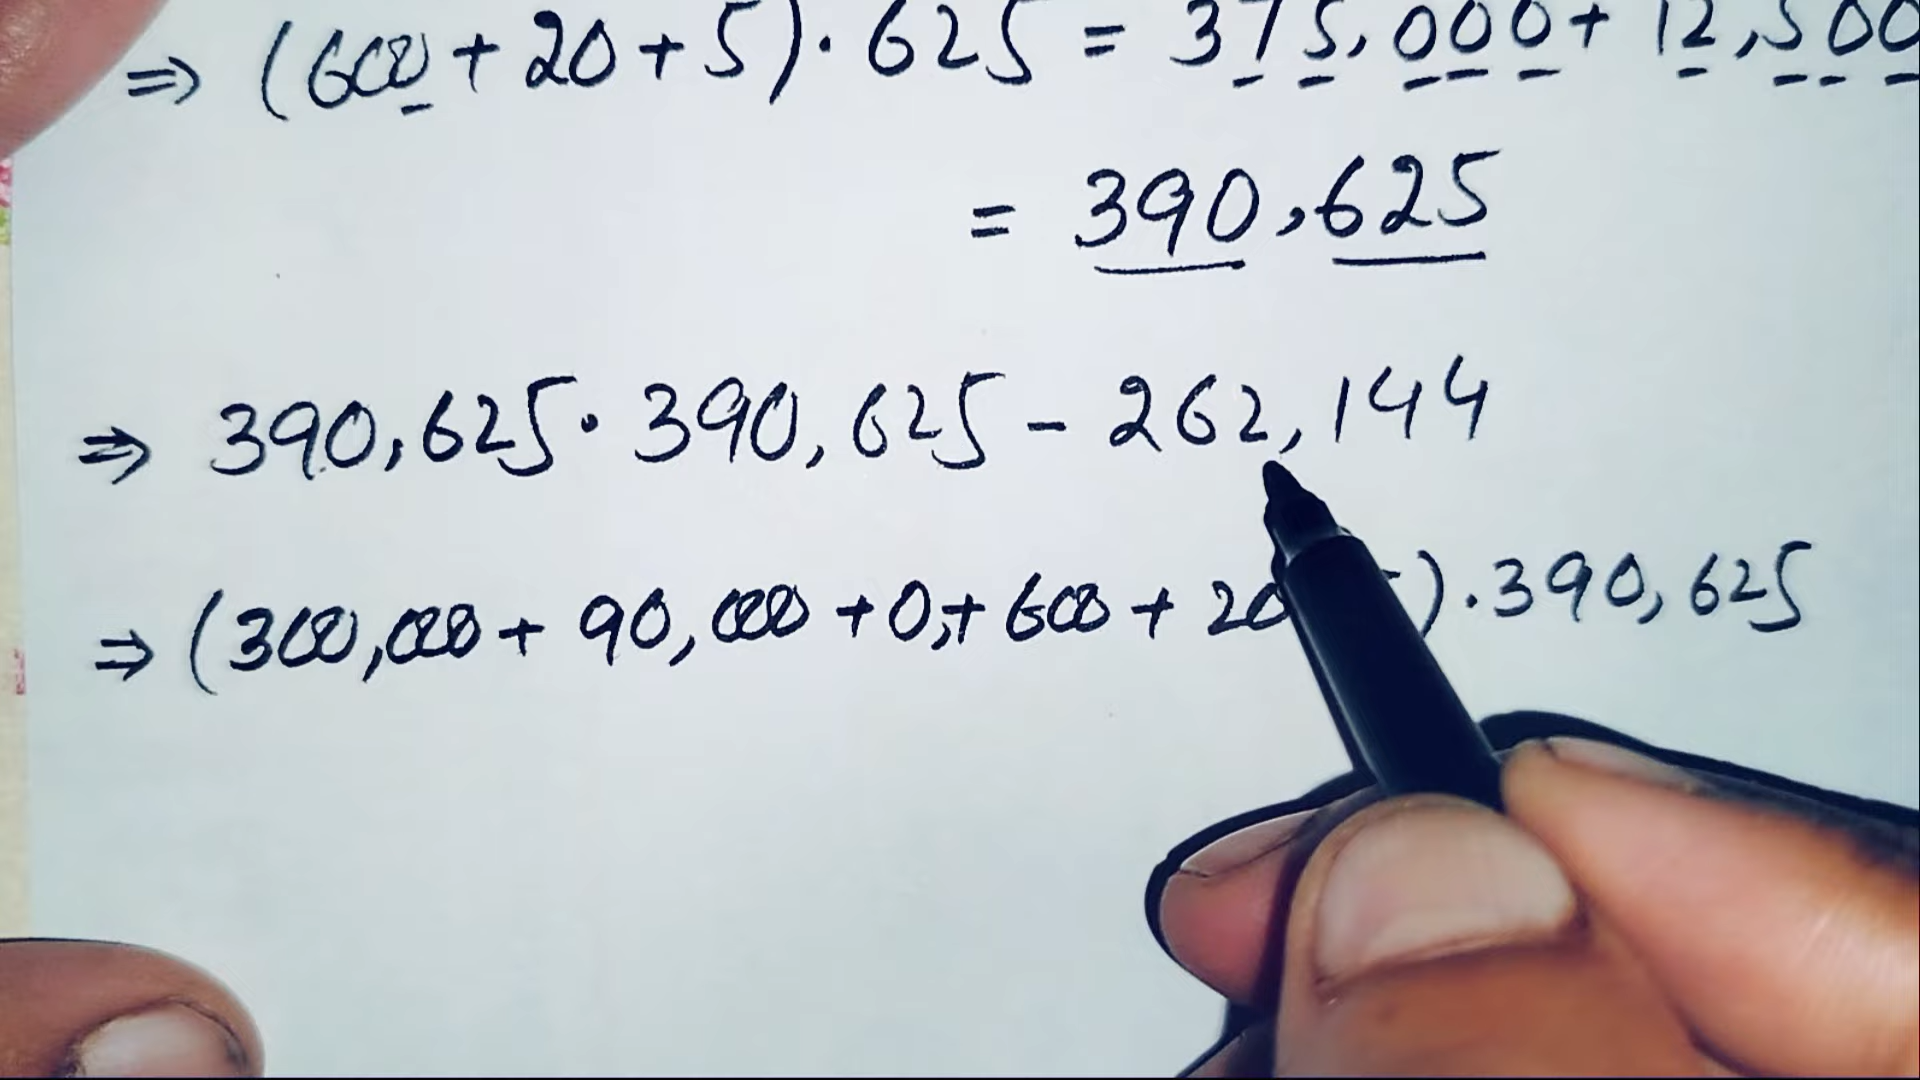 ⇒ (600 + 20 + 5) · 625 = 375,000 + 12,500
= 390,625
⇒ 390,625 · 390,625 - 262,144
⇒ (300,000 + 90,000 + 0 + 600 + 20 ) · 390,625